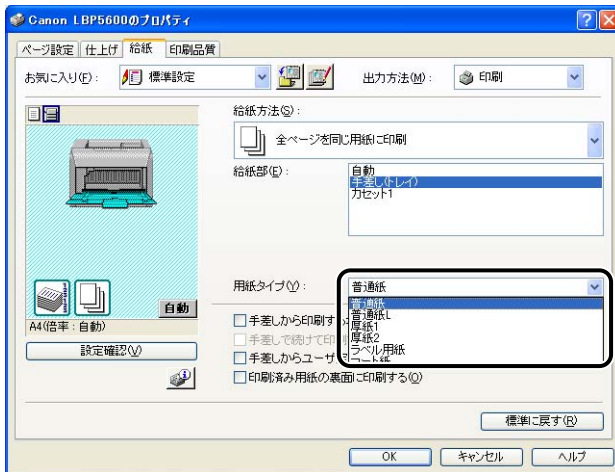 Canon LBP5600のプロパティ
ページ設定 仕上げ 給紙 印刷品質
お気に入り(F): 標準設定 出力方法(M): 印刷
給紙方法(S):
全ページを同じ用紙に印刷
給紙部(E): 自動
手差し(トレイ)
カセット1
用紙タイプ(Y): 普通紙
普通紙
普通紙L
厚紙1
厚紙2
ラベル用紙
コート紙
自動
A4(倍率:自動)
設定確認(V)
手差しから印刷す
手差しで続けて印
手差しからユーザ
印刷済み用紙の裏面に印刷する(O)
標準に戻す(R)
OK キャンセル ヘルプ